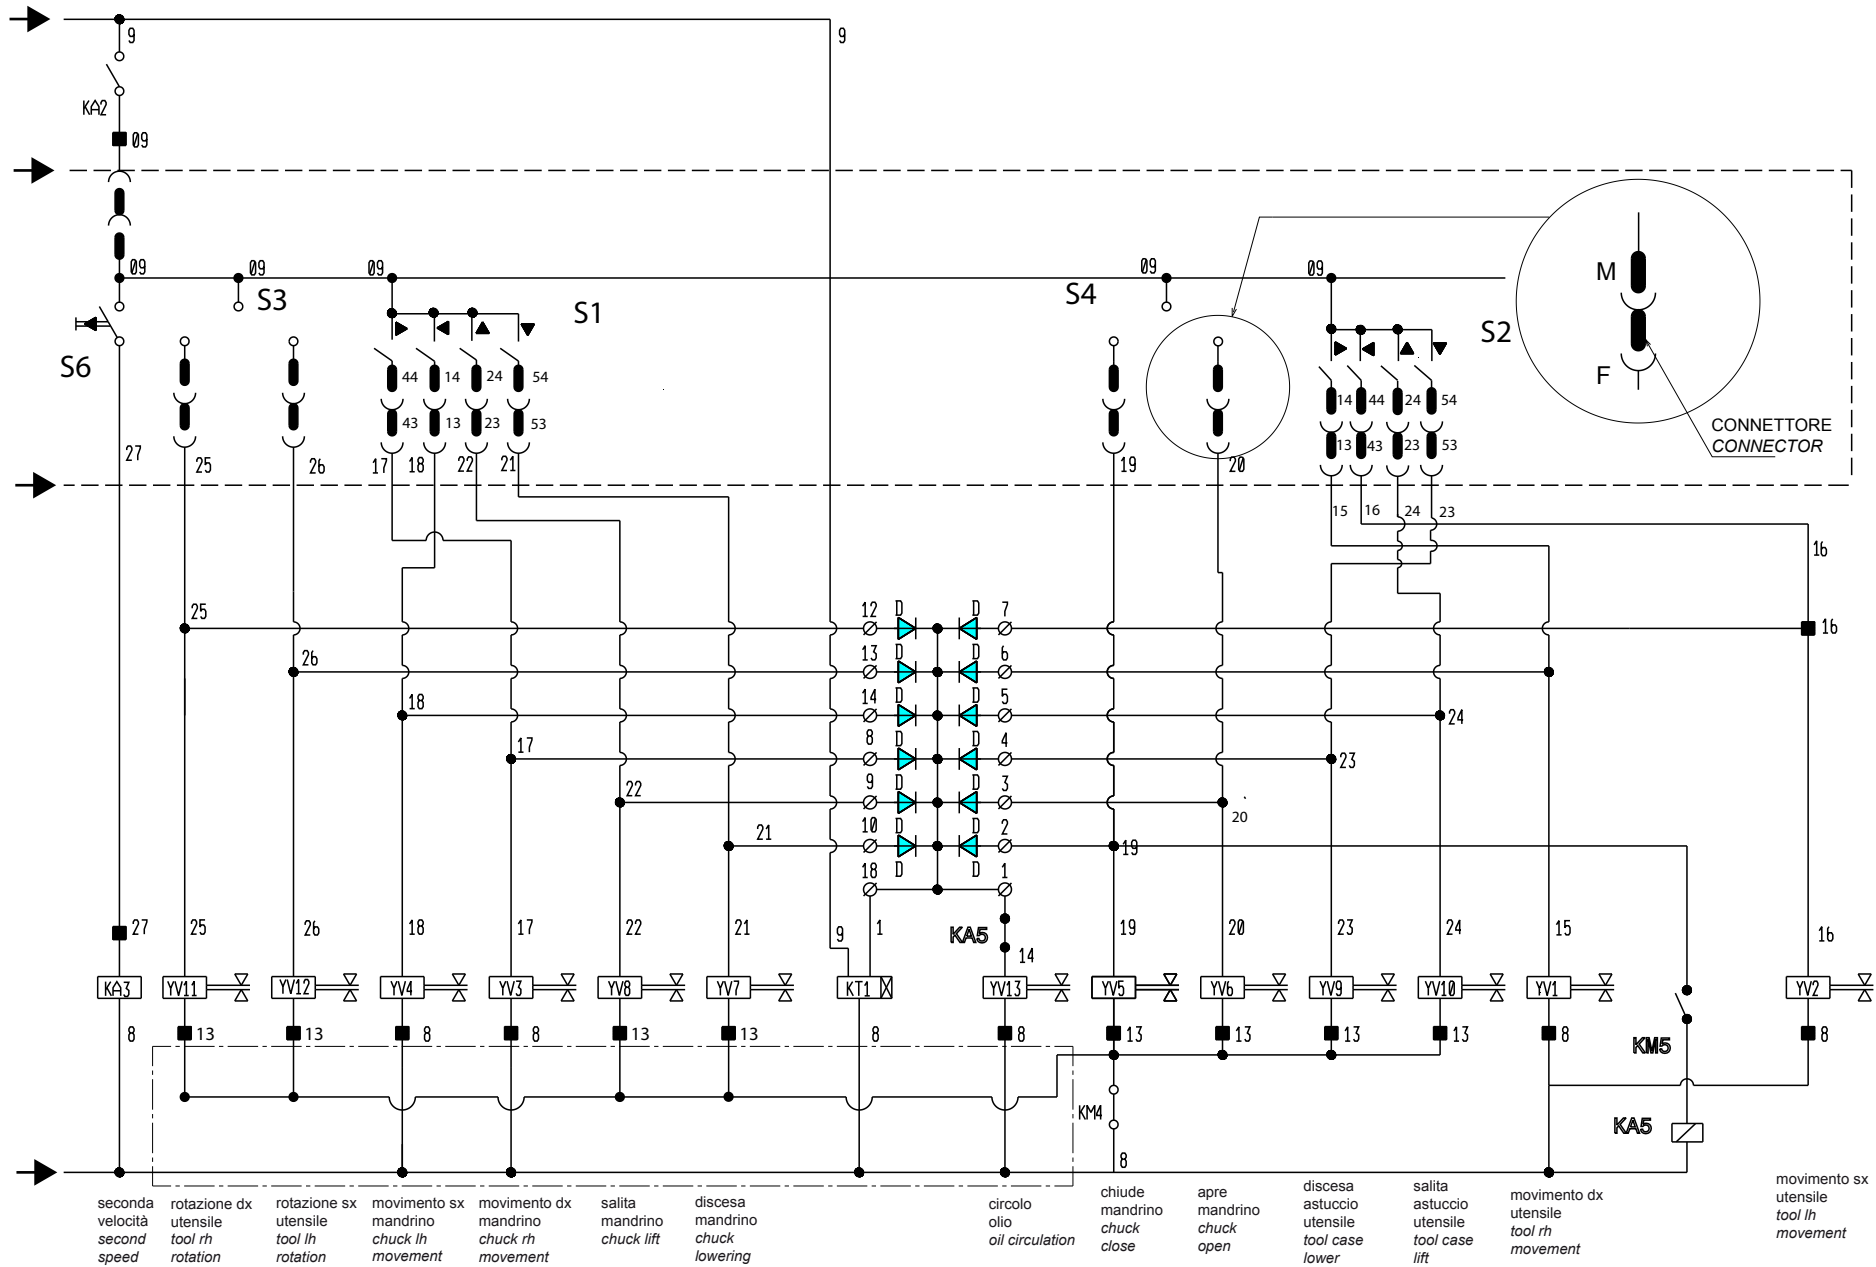 9
9
KA2
09
09
09
09
09
09
S3
S1
S4
S2
S6
M
F
CONNETTORE
CONNECTOR
44 14 24 54
43 13 23 53
14 44 24 54
13 43 23 53
27 25 26 17 18 22 21 19 20
15 16 24 23
16
25 12 D D 7 16
26 13 D D 6
18 14 D D 5 24
17 8 D D 4 23
22 9 D D 3 20
21 10 D D 2 19
18 D D 1
27 25 26 18 17 22 21 9 1 KA5 14 19 20 23 24 15 16
KA3 YV11 YV12 YV4 YV3 YV8 YV7 KT1 YV13 YV5 YV6 YV9 YV10 YV1 YV2
8 13 13 8 8 13 13 8 8 13 13 13 13 8 KM5 8
KM4
KA5
8
seconda
velocità
second
speed
rotazione dx
utensile
tool rh
rotation
rotazione sx
utensile
tool lh
rotation
movimento sx
mandrino
chuck lh
movement
movimento dx
mandrino
chuck rh
movement
salita
mandrino
chuck lift
discesa
mandrino
chuck
lowering
circolo
olio
oil circulation
chiude
mandrino
chuck
close
apre
mandrino
chuck
open
discesa
astuccio
utensile
tool case
lower
salita
astuccio
utensile
tool case
lift
movimento dx
utensile
tool rh
movement
movimento sx
utensile
tool lh
movement